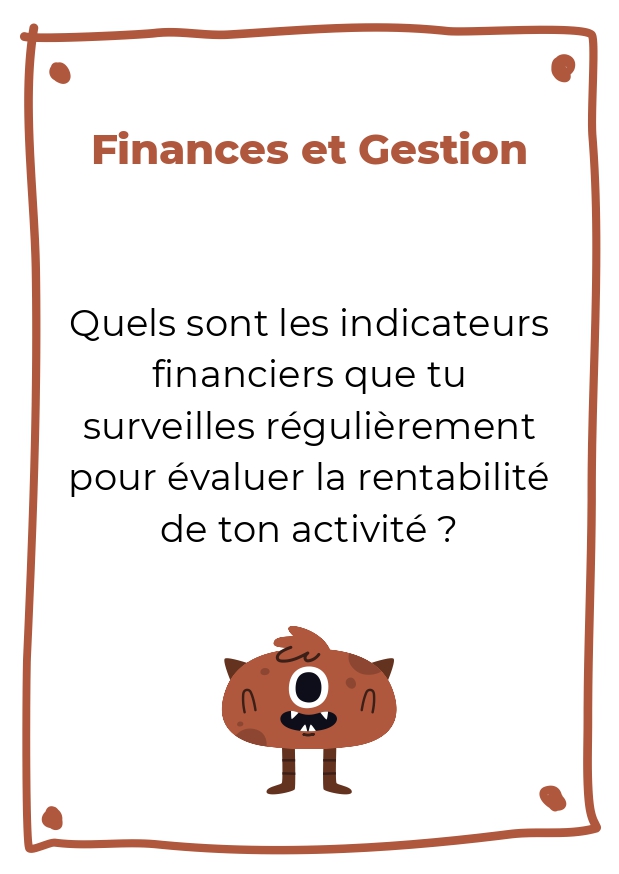 Finances et Gestion
Quels sont les indicateurs
financiers que tu
surveilles régulièrement
pour évaluer la rentabilité
de ton activité ?